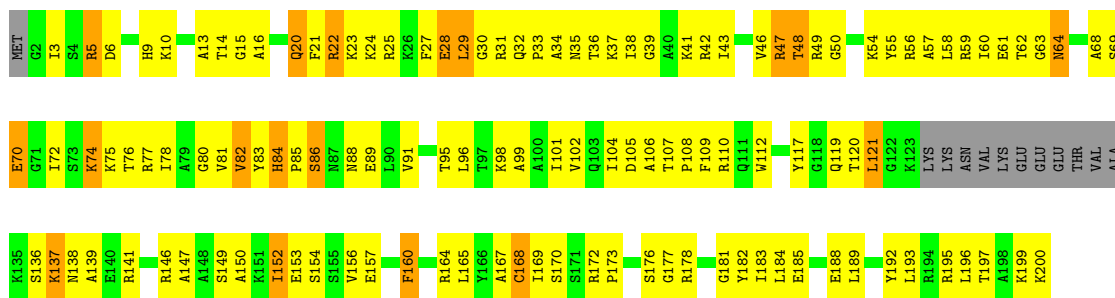 MET G2 I3 S4 R5 D6 H9 K10 A13 T14 G15 A16 Q20 F21 R22 K23 K24 R25 K26 F27 E28 L29 G30 R31 Q32 P33 A34 N35 T36 K37 I38 G39 A40 K41 R42 I43 V46 R47 T48 R49 G50 K54 Y55 R56 A57 L58 R59 I60 E61 T62 G63 N64 A68 S69
E70 G71 I72 S73 K74 K75 T76 R77 I78 A79 G80 V81 V82 Y83 H84 P85 S86 N87 N88 E89 L90 V91 T95 L96 T97 K98 A99 A100 I101 V102 Q103 I104 D105 A106 T107 P108 F109 R110 Q111 W112 Y117 G118 Q119 T120 L121 G122 K123 LYS LYS ASN VAL LYS GLU GLU GLU THR VAL ALA
K135 S136 K137 N138 A139 E140 R141 R146 A147 A148 S149 A150 K151 I152 E153 S154 S155 V156 E157 F160 R164 L165 Y166 A167 C168 I169 S170 S171 R172 P173 S176 G177 R178 G181 Y182 I183 L184 E185 E188 L189 Y192 L193 R194 R195 L196 T197 A198 K199 K200